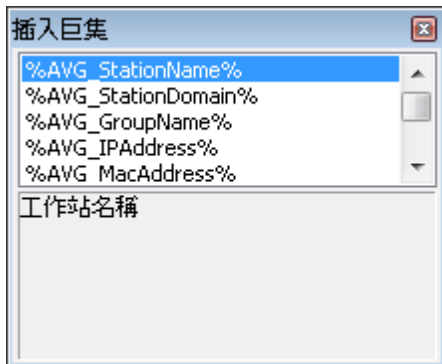 插入巨集
%AVG_StationName%
%AVG_StationDomain%
%AVG_GroupName%
%AVG_IPAddress%
%AVG_MacAddress%
工作站名稱